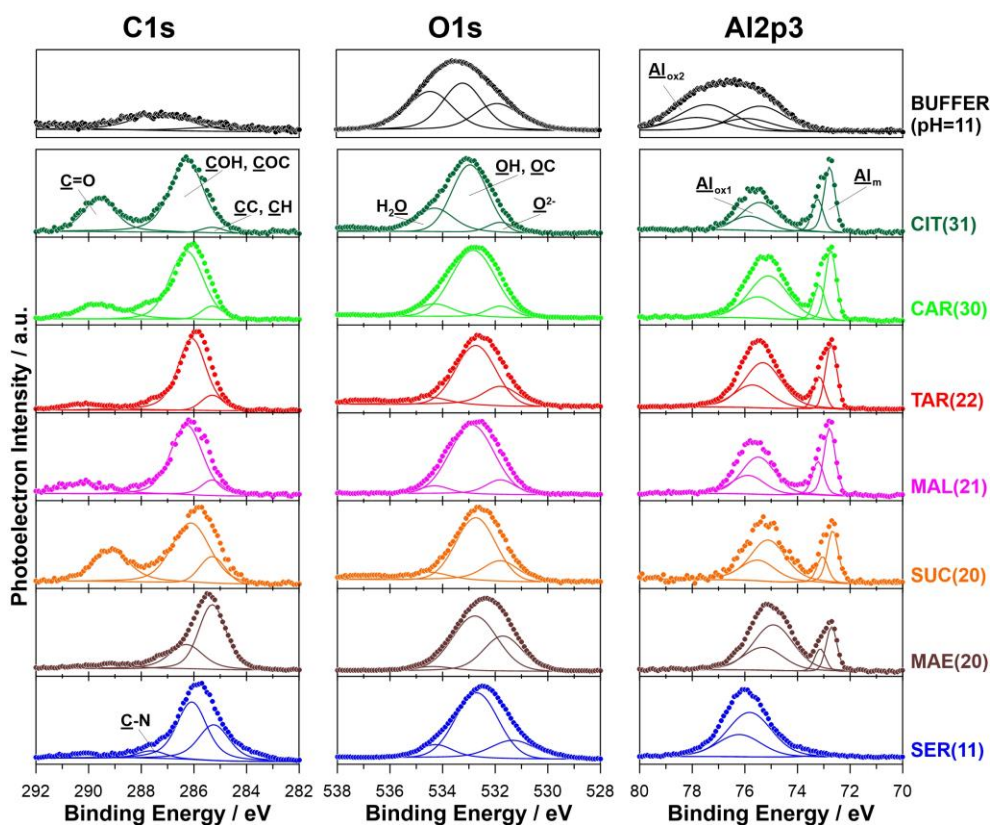 C1s O1s Al2p3
Al_ox2
BUFFER
(pH=11)
C=O
COH, COC
CC, CH
H₂O
OH, OC
O²⁻
Al_ox1
Al_m
CIT(31)
CAR(30)
TAR(22)
MAL(21)
SUC(20)
MAE(20)
C-N
SER(11)
Photoelectron Intensity / a.u.
292 290 288 286 284 282
538 536 534 532 530 528
80 78 76 74 72 70
Binding Energy / eV Binding Energy / eV Binding Energy / eV